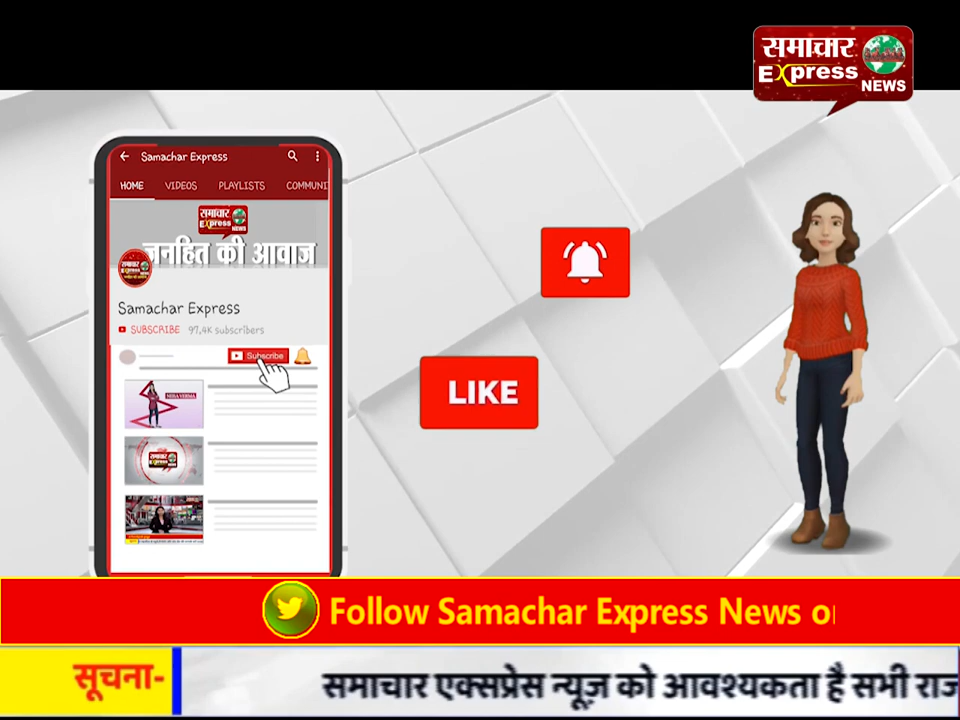 समाचार
Express
NEWS
Samachar Express
HOME VIDEOS PLAYLISTS COMMUNI
समाचार
Express
NEWS
जनहित की आवाज
Samachar Express
SUBSCRIBE 97.4K subscribers
Subscribe
LIKE
Follow Samachar Express News o
सूचना- समाचार एक्सप्रेस न्यूज़ को आवश्यकता है सभी राज